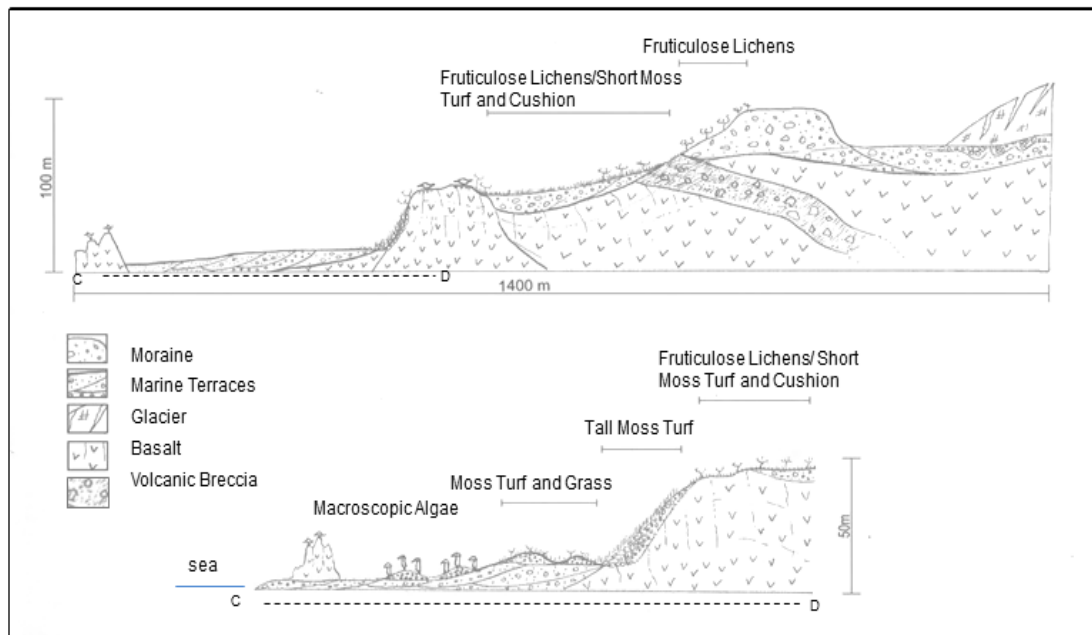 Fruticulose Lichens
Fruticulose Lichens/Short Moss
Turf and Cushion
100 m
C
D
1400 m
Moraine
Marine Terraces
Glacier
Basalt
Volcanic Breccia
Fruticulose Lichens/ Short
Moss Turf and Cushion
Tall Moss Turf
Moss Turf and Grass
Macroscopic Algae
50m
sea
C
D